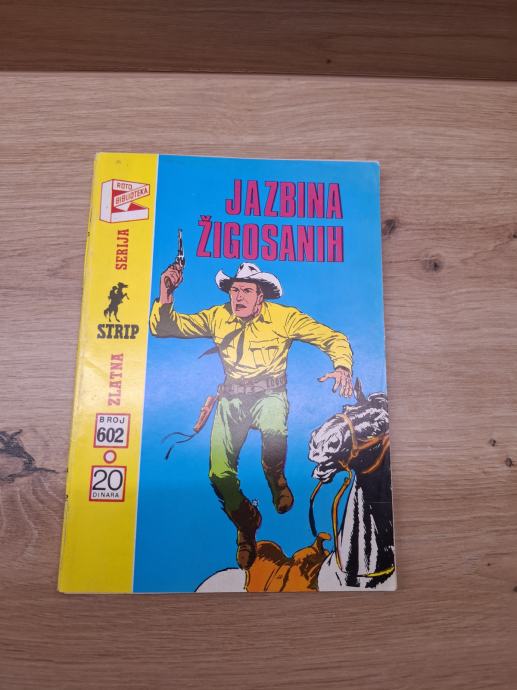 ROTO
BIBLIOTEKA
ZLATNA
STRIP
SERIJA
BROJ
602
20
DINARA
JAZBINA
ŽIGOSANIH